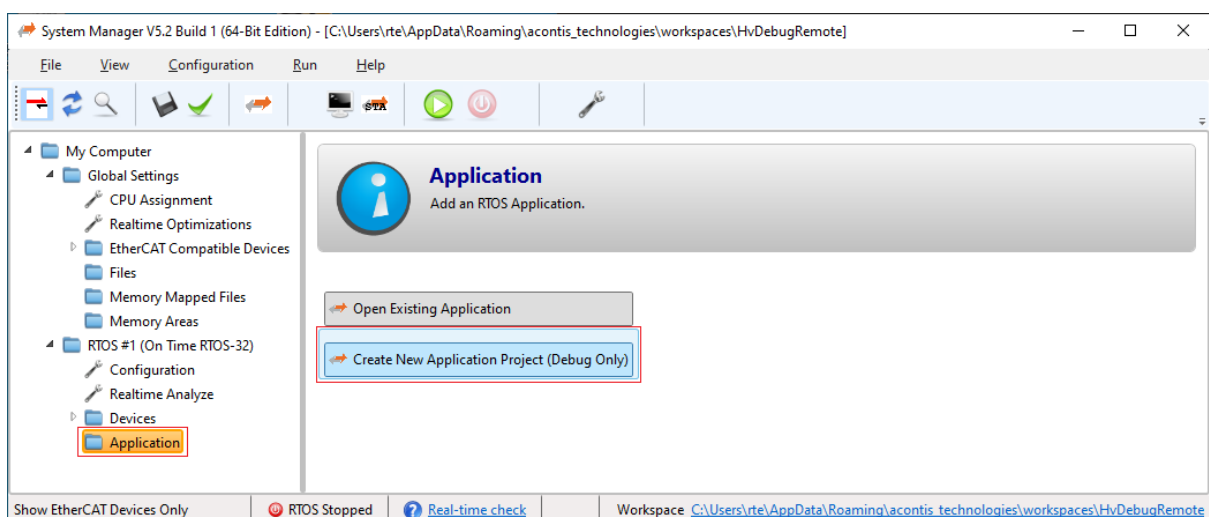 System Manager V5.2 Build 1 (64-Bit Edition) - [C:\Users\rte\AppData\Roaming\acontis_technologies\workspaces\HvDebugRemote]
File View Configuration Run Help
STA
My Computer
Global Settings
CPU Assignment
Realtime Optimizations
EtherCAT Compatible Devices
Files
Memory Mapped Files
Memory Areas
RTOS #1 (On Time RTOS-32)
Configuration
Realtime Analyze
Devices
Application
Application
Add an RTOS Application.
Open Existing Application
Create New Application Project (Debug Only)
Show EtherCAT Devices Only RTOS Stopped Real-time check Workspace C:\Users\rte\AppData\Roaming\acontis_technologies\workspaces\HvDebugRemote